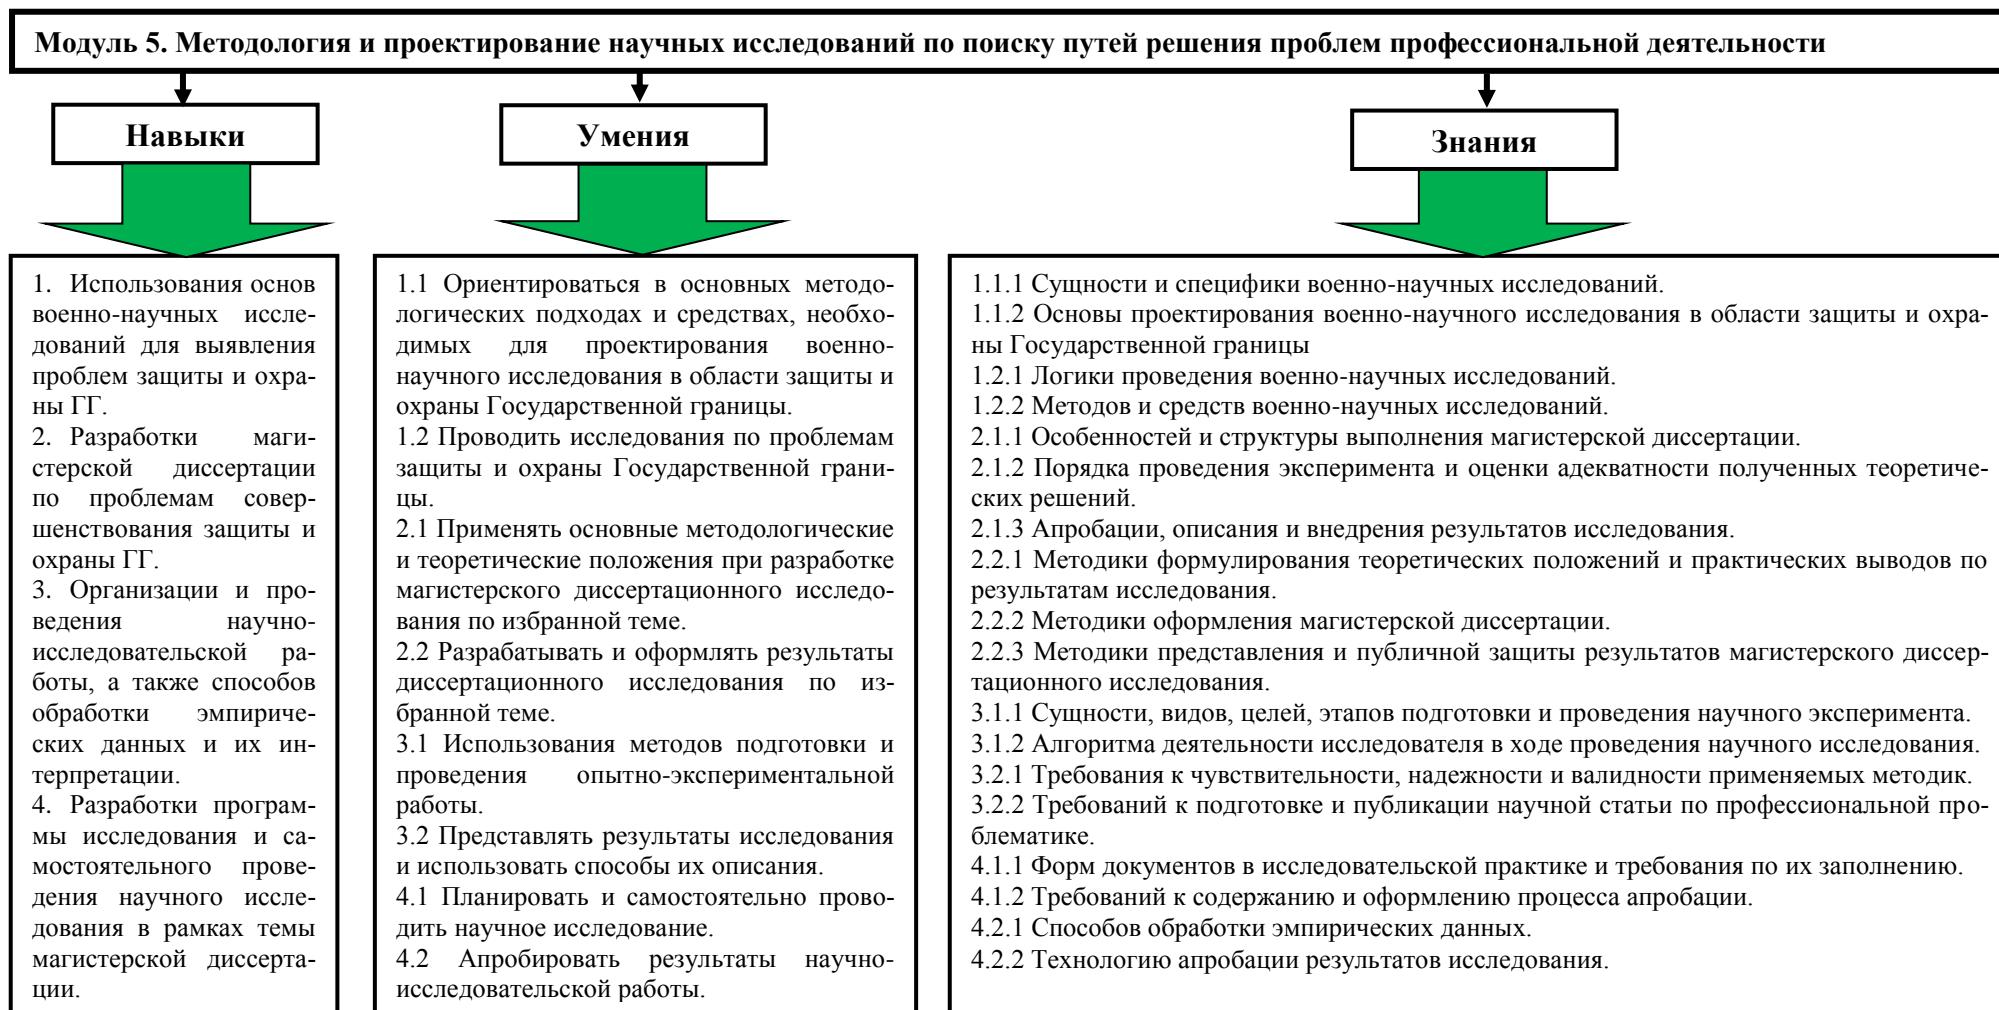 Модуль 5. Методология и проектирование научных исследований по поиску путей решения проблем профессиональной деятельности
Навыки
Умения
Знания
1. Использования основ
военно-научных иссле-
дований для выявления
проблем защиты и охра-
ны ГГ.
2. Разработки маги-
стерской диссертации
по проблемам совер-
шенствования защиты и
охраны ГГ.
3. Организации и про-
ведения научно-
исследовательской ра-
боты, а также способов
обработки эмпириче-
ских данных и их ин-
терпретации.
4. Разработки програм-
мы исследования и са-
мостоятельного прове-
дения научного иссле-
дования в рамках темы
магистерской диссерта-
ции.
1.1 Ориентироваться в основных методо-
логических подходах и средствах, необхо-
димых для проектирования военно-
научного исследования в области защиты и
охраны Государственной границы.
1.2 Проводить исследования по проблемам
защиты и охраны Государственной грани-
цы.
2.1 Применять основные методологические
и теоретические положения при разработке
магистерского диссертационного исследо-
вания по избранной теме.
2.2 Разрабатывать и оформлять результаты
диссертационного исследования по из-
бранной теме.
3.1 Использования методов подготовки и
проведения опытно-экспериментальной
работы.
3.2 Представлять результаты исследования
и использовать способы их описания.
4.1 Планировать и самостоятельно прово-
дить научное исследование.
4.2 Апробировать результаты научно-
исследовательской работы.
1.1.1 Сущности и специфики военно-научных исследований.
1.1.2 Основы проектирования военно-научного исследования в области защиты и охра-
ны Государственной границы
1.2.1 Логики проведения военно-научных исследований.
1.2.2 Методов и средств военно-научных исследований.
2.1.1 Особенностей и структуры выполнения магистерской диссертации.
2.1.2 Порядка проведения эксперимента и оценки адекватности полученных теоретиче-
ских решений.
2.1.3 Апробации, описания и внедрения результатов исследования.
2.2.1 Методики формулирования теоретических положений и практических выводов по
результатам исследования.
2.2.2 Методики оформления магистерской диссертации.
2.2.3 Методики представления и публичной защиты результатов магистерского диссер-
тационного исследования.
3.1.1 Сущности, видов, целей, этапов подготовки и проведения научного эксперимента.
3.1.2 Алгоритма деятельности исследователя в ходе проведения научного исследования.
3.2.1 Требования к чувствительности, надежности и валидности применяемых методик.
3.2.2 Требований к подготовке и публикации научной статьи по профессиональной про-
блематике.
4.1.1 Форм документов в исследовательской практике и требования по их заполнению.
4.1.2 Требований к содержанию и оформлению процесса апробации.
4.2.1 Способов обработки эмпирических данных.
4.2.2 Технологию апробации результатов исследования.